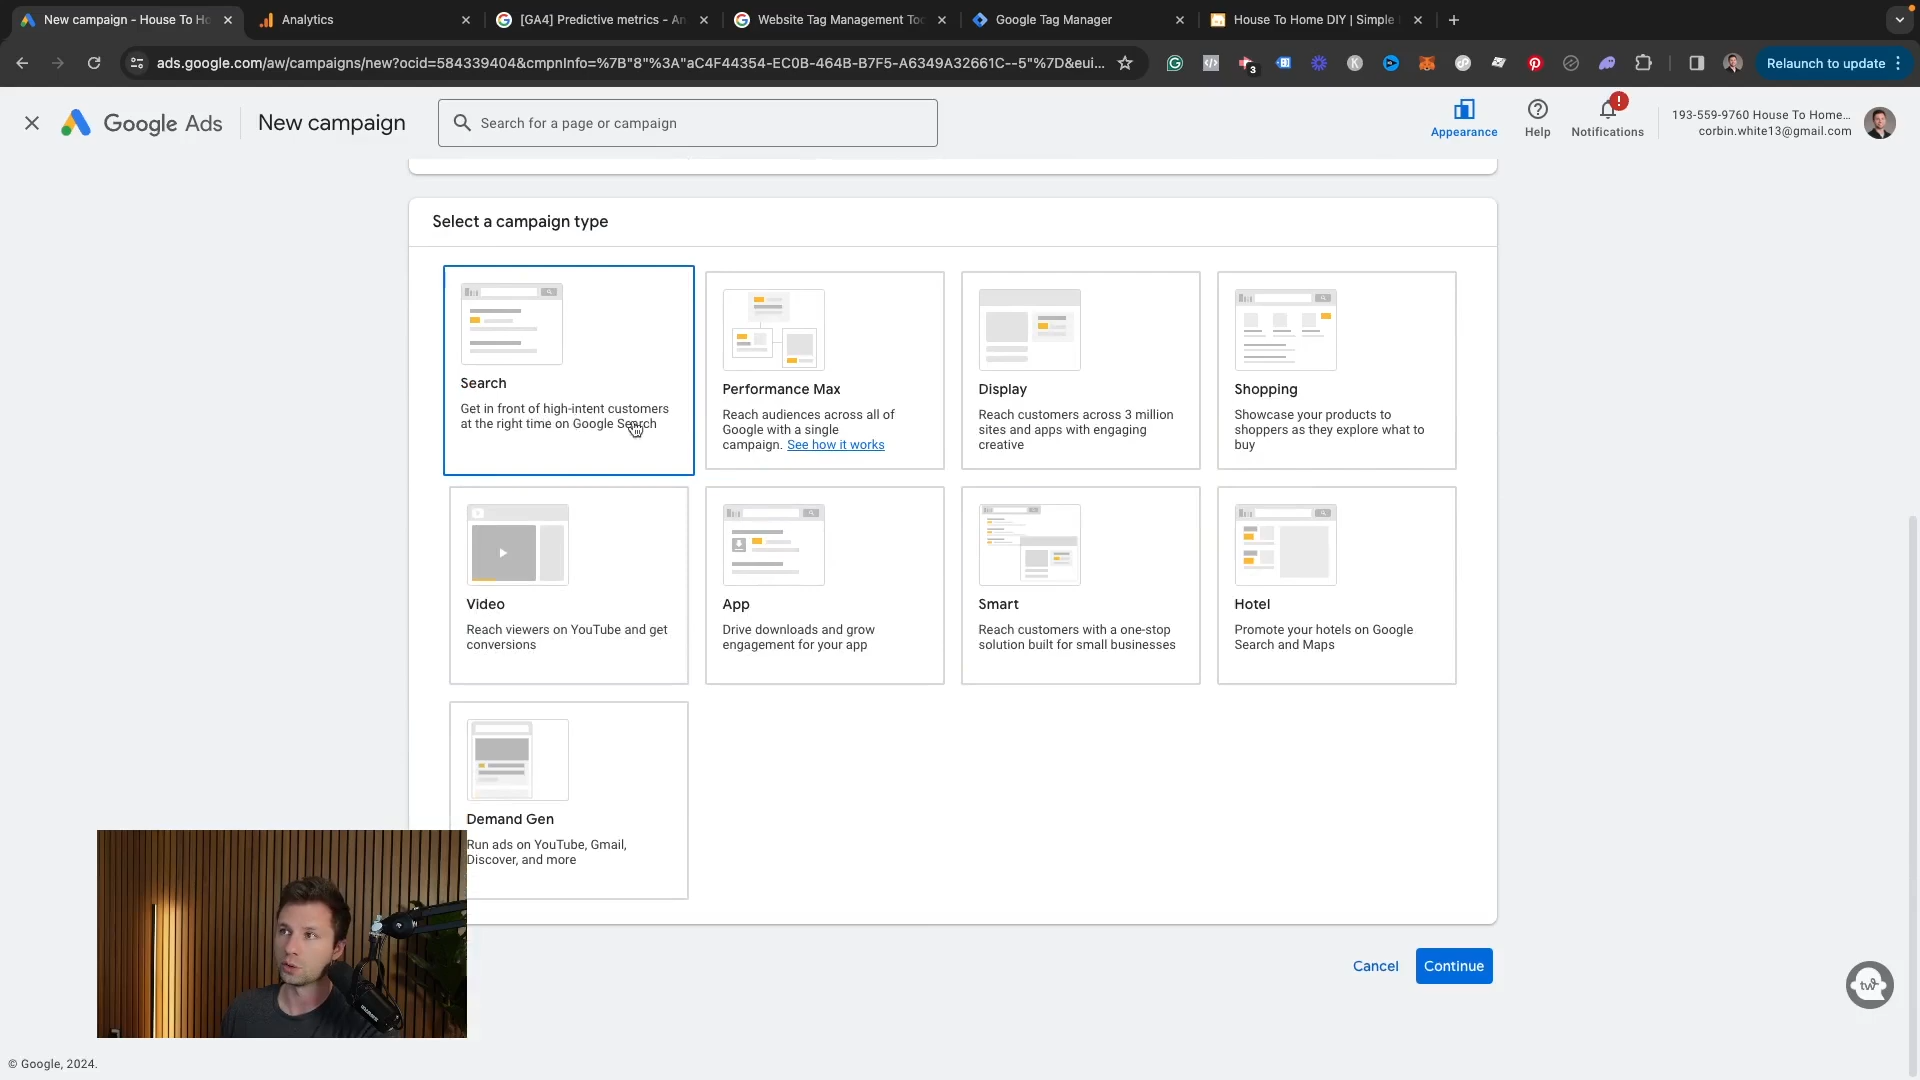 New campaign - House To Ho
Analytics
[GA4] Predictive metrics - An
Website Tag Management Too
Google Tag Manager
House To Home DIY | Simple
ads.google.com/aw/campaigns/new?ocid=584339404&cmpnInfo=%7B"8"%3A"aC4F44354-EC0B-464B-B7F5-A6349A32661C--5"%7D&eui...
3
Relaunch to update
Google Ads
New campaign
Search for a page or campaign
Appearance
Help
Notifications
193-559-9760 House To Home...
corbin.white13@gmail.com
Select a campaign type
Search
Get in front of high-intent customers
at the right time on Google Search
Performance Max
Reach audiences across all of
Google with a single
campaign. See how it works
Display
Reach customers across 3 million
sites and apps with engaging
creative
Shopping
Showcase your products to
shoppers as they explore what to
buy
Video
Reach viewers on YouTube and get
conversions
App
Drive downloads and grow
engagement for your app
Smart
Reach customers with a one-stop
solution built for small businesses
Hotel
Promote your hotels on Google
Search and Maps
Demand Gen
Run ads on YouTube, Gmail,
Discover, and more
Cancel
Continue
tw
© Google, 2024.